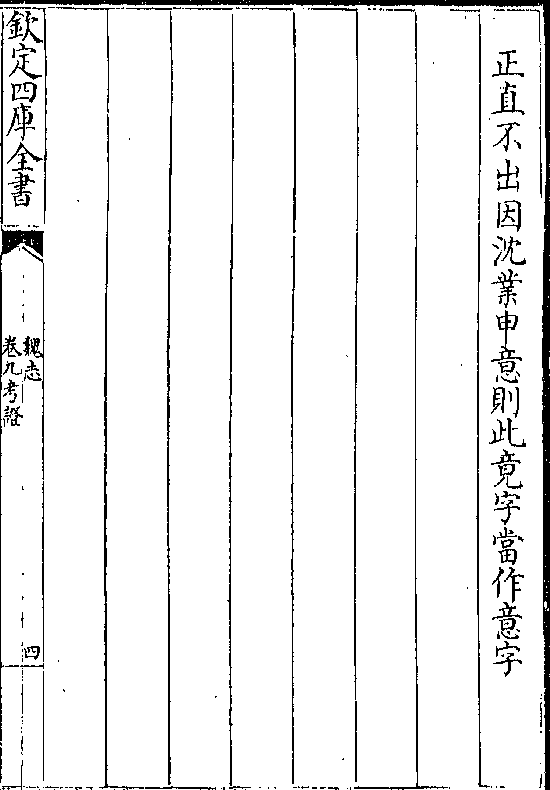 正直不出因沈業申意則此竟字當作意字
欽定四庫全書
魏志
卷九考證
四